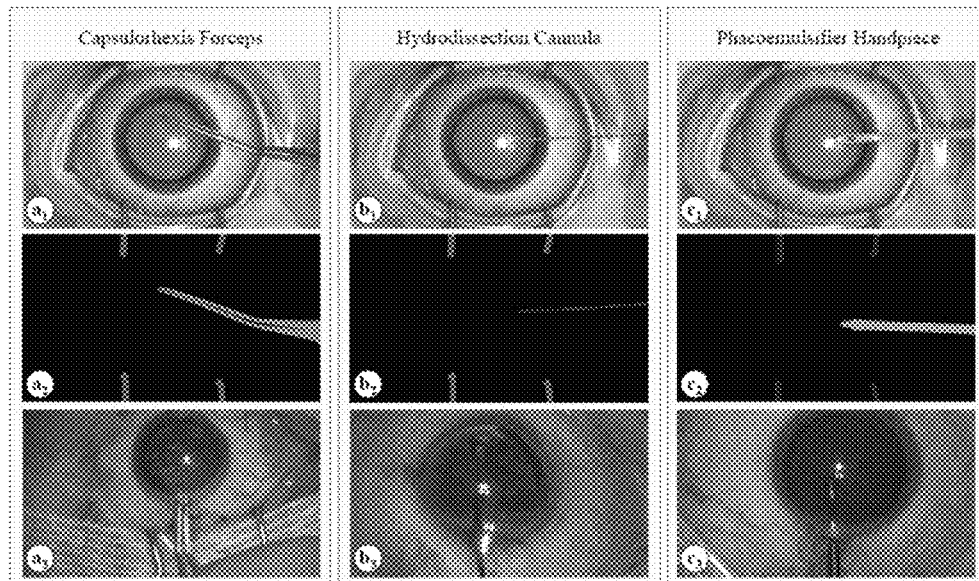 Capsulorhexis Forceps
Hydrodissection Cannula
Phacoemulsifier Handpiece
a1
b1
c1
a2
b2
c2
a3
b3
c3